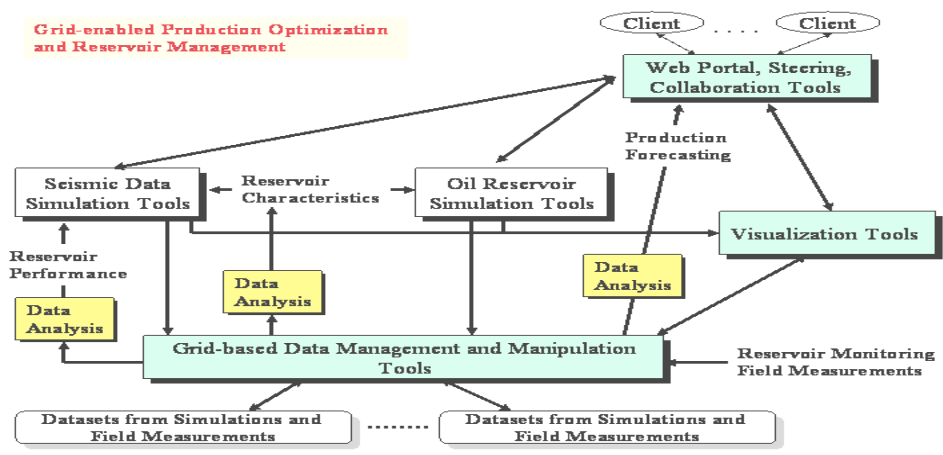 Grid-enabled Production Optimization
and Reservoir Management
Client
. . . .
Client
Web Portal, Steering,
Collaboration Tools
Production
Forecasting
Seismic Data
Simulation Tools
Reservoir
Characteristics
Oil Reservoir
Simulation Tools
Visualization Tools
Reservoir
Performance
Data
Analysis
Data
Analysis
Data
Analysis
Grid-based Data Management and Manipulation
Tools
Reservoir Monitoring
Field Measurements
Datasets from Simulations and
Field Measurements
Datasets from Simulations and
Field Measurements